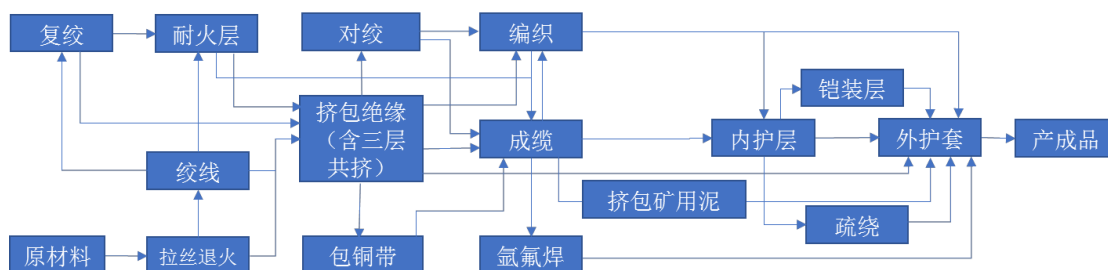 复绞
耐火层
对绞
编织
铠装层
挤包绝缘
（含三层
共挤）
绞线
成缆
内护层
外护套
产成品
挤包矿用泥
疏绕
原材料
拉丝退火
包铜带
氩氟焊